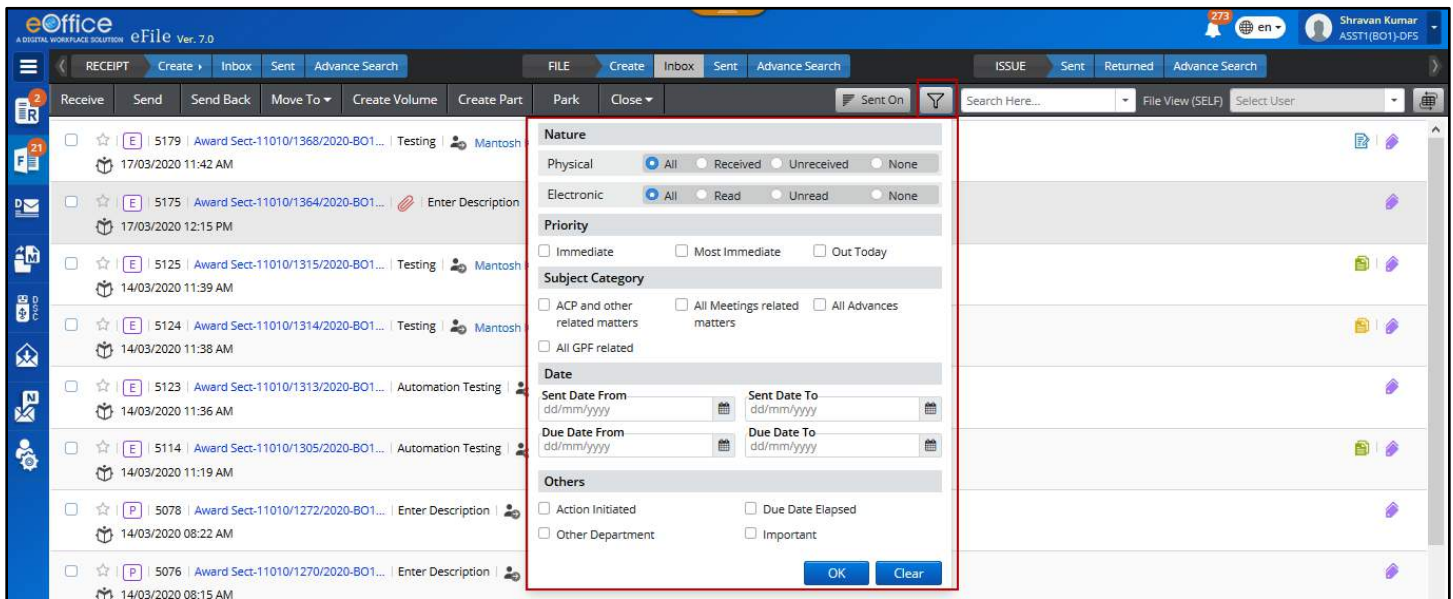 eOffice
A DIGITAL WORKPLACE SOLUTION eFile Ver. 7.0
273
en
Shravan Kumar
ASST1(BO1)-DFS
RECEIPT Create Inbox Sent Advance Search FILE Create Inbox Sent Advance Search ISSUE Sent Returned Advance Search
2
R
Receive Send Send Back Move To Create Volume Create Part Park Close Sent On Search Here... File View (SELF) Select User
21
F
D
M
DSC
N
E 5179 Award Sect-11010/1368/2020-BO1... Testing Mantosh
17/03/2020 11:42 AM
E 5175 Award Sect-11010/1364/2020-BO1... Enter Description
17/03/2020 12:15 PM
E 5125 Award Sect-11010/1315/2020-BO1... Testing Mantosh
14/03/2020 11:39 AM
E 5124 Award Sect-11010/1314/2020-BO1... Testing Mantosh
14/03/2020 11:38 AM
E 5123 Award Sect-11010/1313/2020-BO1... Automation Testing
14/03/2020 11:36 AM
E 5114 Award Sect-11010/1305/2020-BO1... Automation Testing
14/03/2020 11:19 AM
P 5078 Award Sect-11010/1272/2020-BO1... Enter Description
14/03/2020 08:22 AM
P 5076 Award Sect-11010/1270/2020-BO1... Enter Description
14/03/2020 08:15 AM
Nature
Physical All Received Unreceived None
Electronic All Read Unread None
Priority
Immediate Most Immediate Out Today
Subject Category
ACP and other All Meetings related All Advances
related matters matters
All GPF related
Date
Sent Date From Sent Date To
dd/mm/yyyy dd/mm/yyyy
Due Date From Due Date To
dd/mm/yyyy dd/mm/yyyy
Others
Action Initiated Due Date Elapsed
Other Department Important
OK Clear